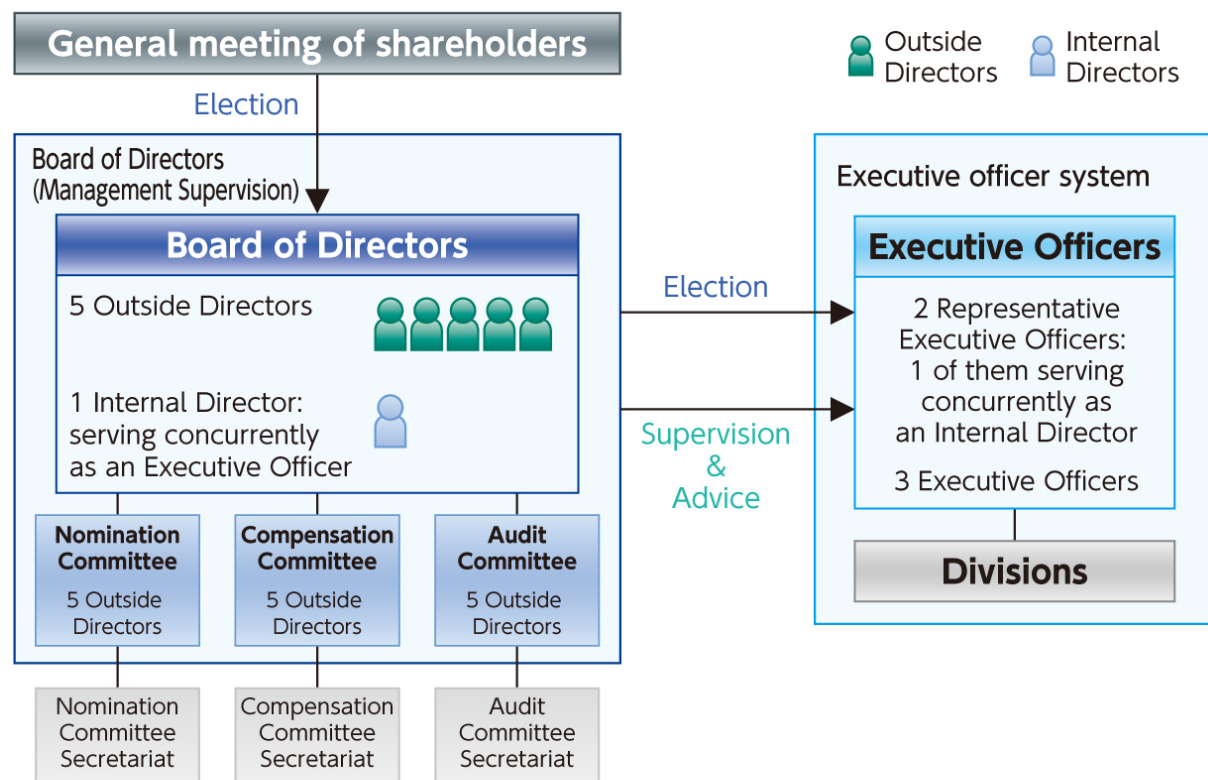 General meeting of shareholders
Outside
Directors
Internal
Directors
Election
Board of Directors
(Management Supervision)
Board of Directors
5 Outside Directors
1 Internal Director:
serving concurrently
as an Executive Officer
Nomination
Committee
5 Outside
Directors
Compensation
Committee
5 Outside
Directors
Audit
Committee
5 Outside
Directors
Nomination
Committee
Secretariat
Compensation
Committee
Secretariat
Audit
Committee
Secretariat
Election
Supervision
&
Advice
Executive officer system
Executive Officers
2 Representative
Executive Officers:
1 of them serving
concurrently as
an Internal Director
3 Executive Officers
Divisions